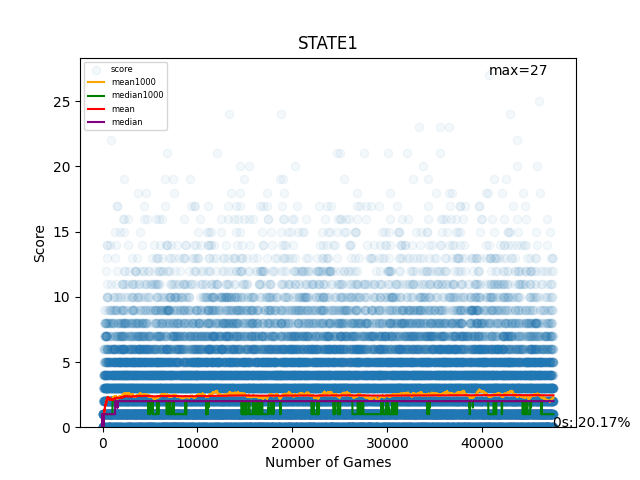 STATE1
max=27
score
mean1000
median1000
mean
median
Score
25
20
15
10
5
0
0s: 20.17%
0
10000
20000
30000
40000
Number of Games